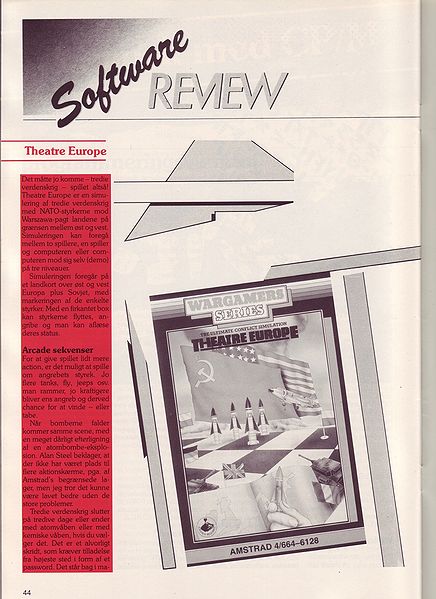 Software
REVIEW
Theatre Europe
Det måtte jo komme – tredie
verdenskrig – spillet altså!
Theatre Europe er en simu-
lering af tredie verdenskrig
med NATO-styrkerne mod
Warszawa-pagt landene på
grænsen mellem øst og vest.
Simuleringen kan foregå
mellem to spillere, en spiller
og computeren eller com-
puteren mod sig selv (demo)
på tre niveauer.
Simuleringen foregår på
et landkort over øst og vest
Europa plus Sovjet, med
markeringen af de enkelte
styrker. Med en firkantet box
kan styrkerne flyttes, an-
gribe og man kan aflæse
deres status.
Arcade sekvenser
For at give spillet lidt mere
action, er det muligt at spille
om angrebets styrek. Jo
flere tanks, fly, jeeps osv.
man rammer, jo kraftigere
bliver ens angreb og derved
chance for at vinde – eller
tabe.
Når bomberne falder
kommer samme scene, med
en meget dårligt efterligning
af en atombombe-eksplo-
sion. Alan Steel beklager, at
der ikke har været plads til
flere aktionskærme, pga. af
Amstrad's begrænsede la-
ger, men jeg tror det kunne
være lavet bedre uden de
store problemer.
Tredie verdenskrig slutter
på tredive dage eller ender
med atomvåben eller med
kemiske våben, hvis du væl-
ger det. Det er et alvorligt
skridt, som kræver tilladelse
fra højeste sted i form af et
password. Det står bag i ma-
WARGAMERS
SERIES
THE ULTIMATE CONFLICT SIMULATION
THEATRE EUROPE
AMSTRAD 4/664–6128
44